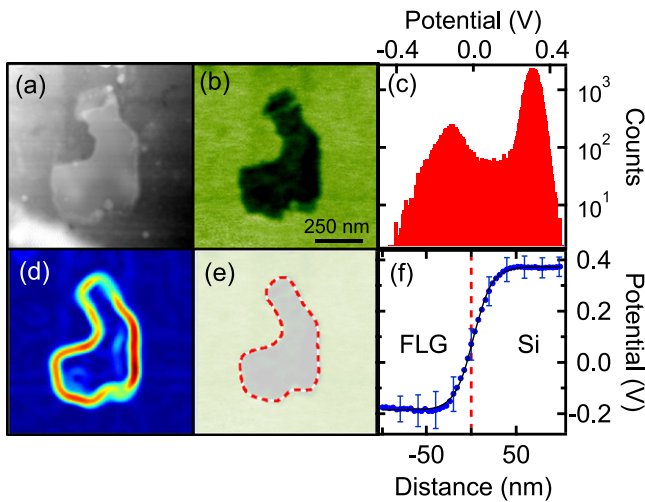 Potential (V)
-0.4 0.0 0.4
(a)
(b)
250 nm
(c)
10³
10²
10¹
Counts
(d)
(e)
(f)
FLG
Si
0.4
0.2
0.0
-0.2
Potential (V)
-50 50
Distance (nm)